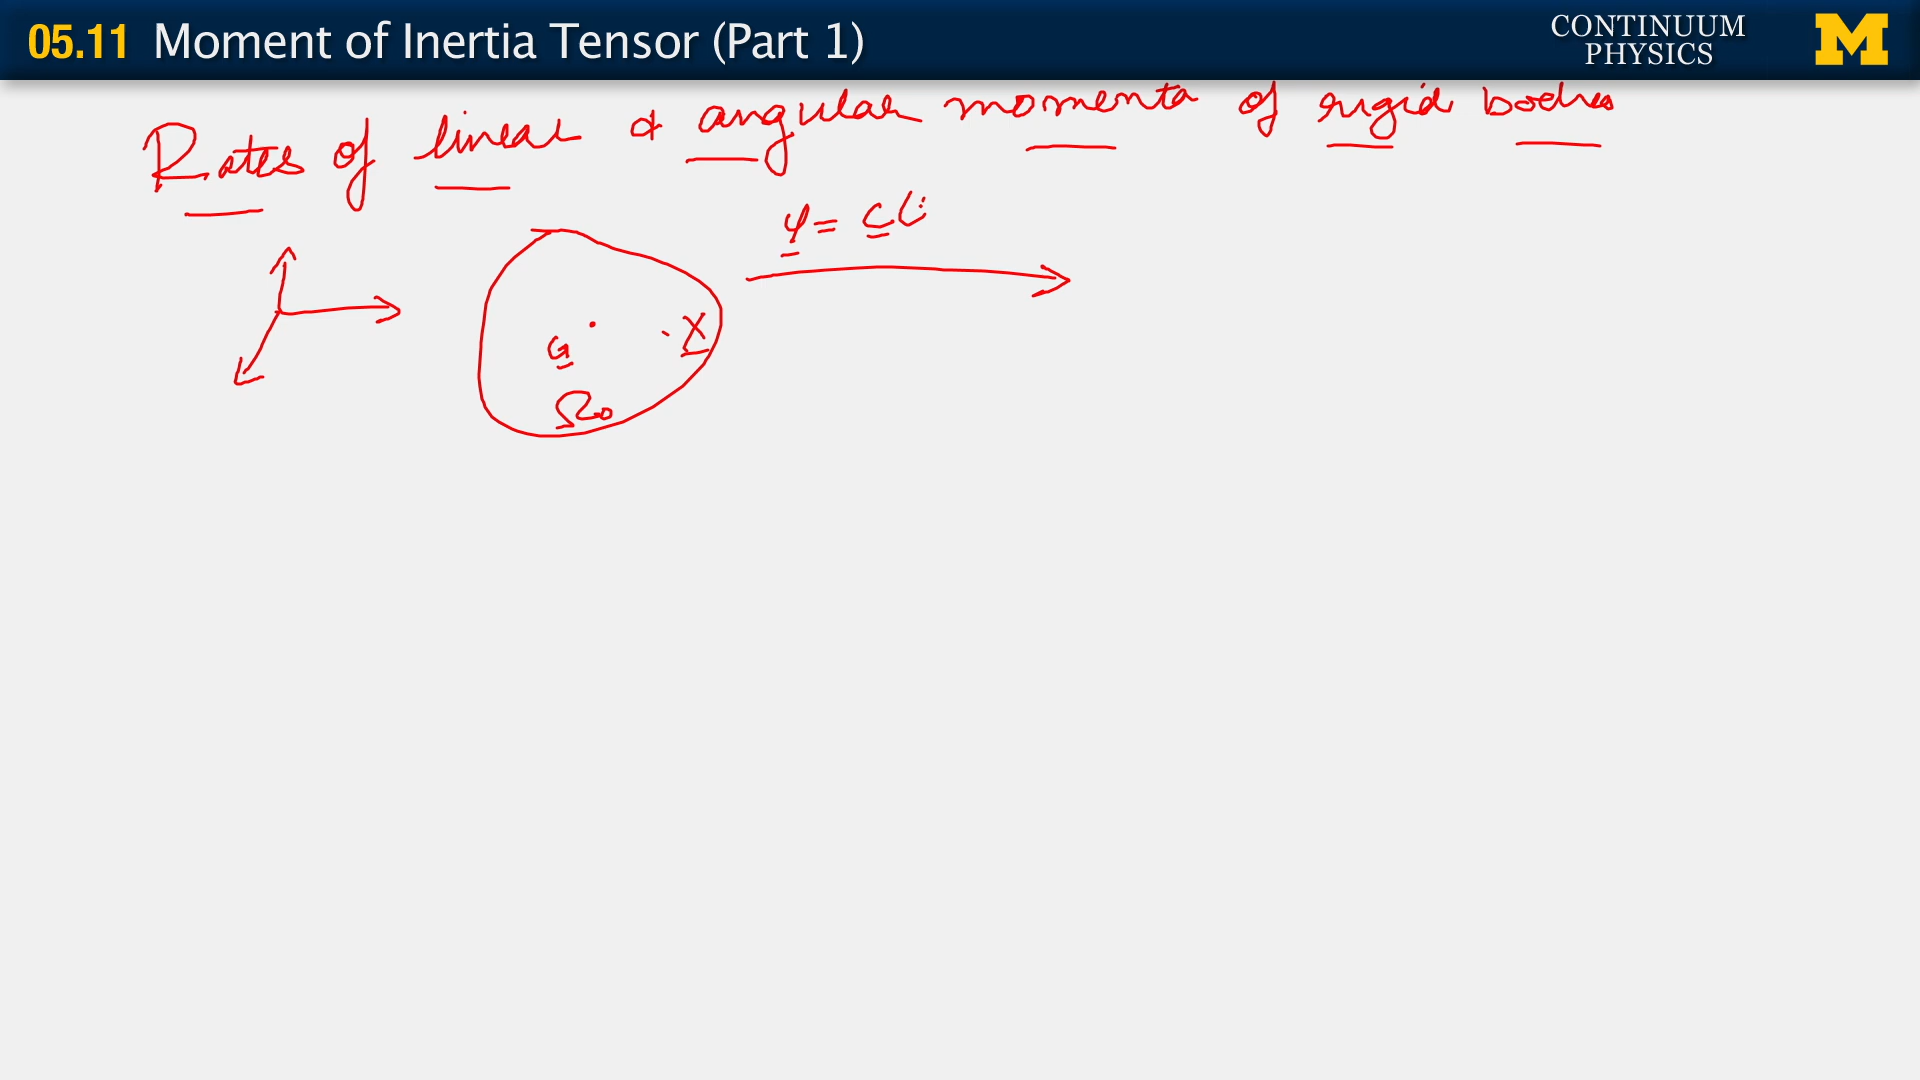 05.11 Moment of Inertia Tensor (Part 1)
CONTINUUM
PHYSICS
M
Rates of linear & angular momenta of rigid bodies
φ = c(
G
X
Ω₀